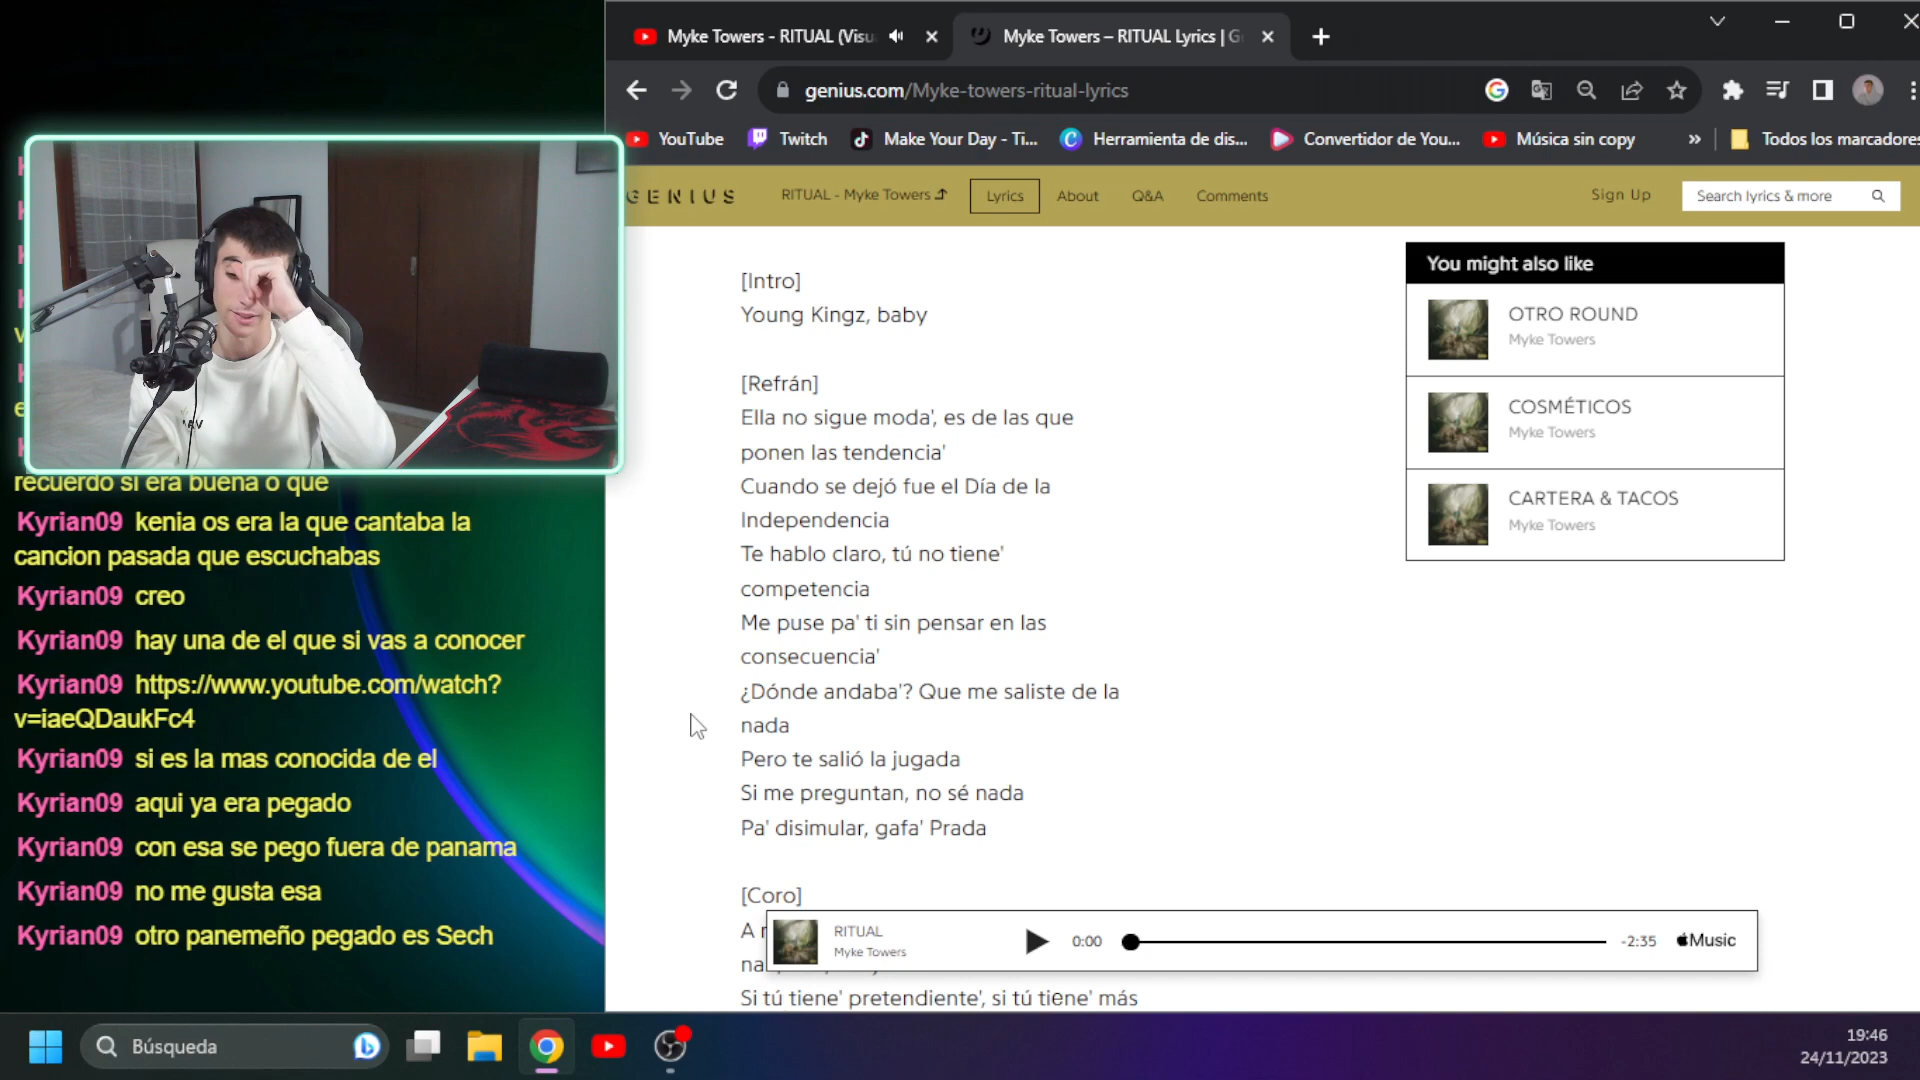 Myke Towers - RITUAL (Visu
Myke Towers – RITUAL Lyrics | G
genius.com/Myke-towers-ritual-lyrics
YouTube
Twitch
Make Your Day - Ti...
Herramienta de dis...
Convertidor de You...
Música sin copy
»
Todos los marcadores
GENIUS
RITUAL - Myke Towers
Lyrics
About
Q&A
Comments
Sign Up
Search lyrics & more
[Intro]
Young Kingz, baby
[Refrán]
Ella no sigue moda', es de las que
ponen las tendencia'
Cuando se dejó fue el Día de la
Independencia
Te hablo claro, tú no tiene'
competencia
Me puse pa' ti sin pensar en las
consecuencia'
¿Dónde andaba'? Que me saliste de la
nada
Pero te salió la jugada
Si me preguntan, no sé nada
Pa' disimular, gafa' Prada
[Coro]
Si tú tiene' pretendiente', si tú tiene' más
You might also like
OTRO ROUND
Myke Towers
COSMÉTICOS
Myke Towers
CARTERA & TACOS
Myke Towers
RITUAL
Myke Towers
0:00
-2:35
Music
recuerdo si era buena o que
Kyrian09 kenia os era la que cantaba la
cancion pasada que escuchabas
Kyrian09 creo
Kyrian09 hay una de el que si vas a conocer
Kyrian09 https://www.youtube.com/watch?
v=iaeQDaukFc4
Kyrian09 si es la mas conocida de el
Kyrian09 aqui ya era pegado
Kyrian09 con esa se pego fuera de panama
Kyrian09 no me gusta esa
Kyrian09 otro panemeño pegado es Sech
Búsqueda
19:46
24/11/2023